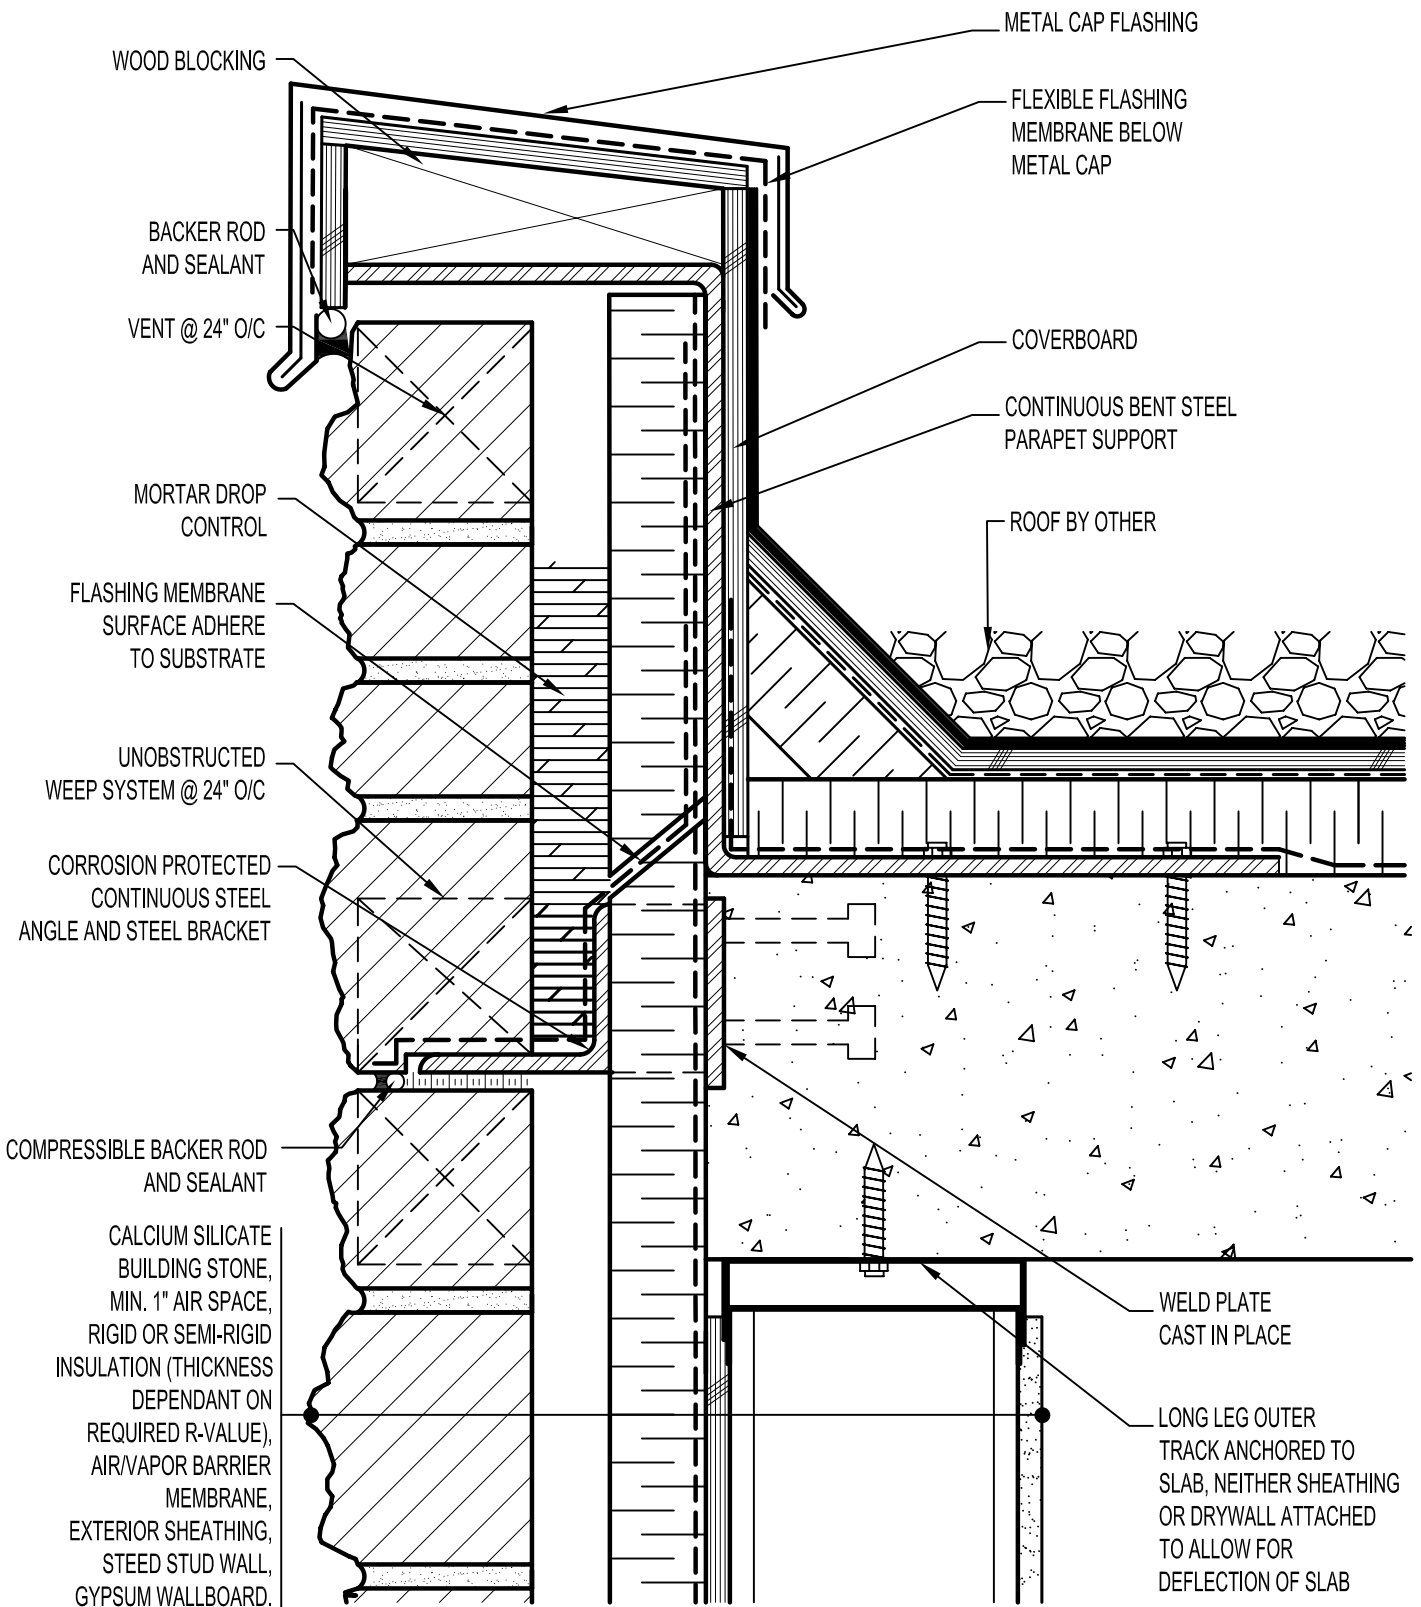 METAL CAP FLASHING
WOOD BLOCKING
FLEXIBLE FLASHING
MEMBRANE BELOW
METAL CAP
BACKER ROD
AND SEALANT
VENT @ 24" O/C
COVERBOARD
CONTINUOUS BENT STEEL
PARAPET SUPPORT
MORTAR DROP
CONTROL
ROOF BY OTHER
FLASHING MEMBRANE
SURFACE ADHERE
TO SUBSTRATE
UNOBSTRUCTED
WEEP SYSTEM @ 24" O/C
CORROSION PROTECTED
CONTINUOUS STEEL
ANGLE AND STEEL BRACKET
COMPRESSIBLE BACKER ROD
AND SEALANT
CALCIUM SILICATE
BUILDING STONE,
MIN. 1" AIR SPACE,
RIGID OR SEMI-RIGID
INSULATION (THICKNESS
DEPENDANT ON
REQUIRED R-VALUE),
AIR/VAPOR BARRIER
MEMBRANE,
EXTERIOR SHEATHING,
STEED STUD WALL,
GYPSUM WALLBOARD.
WELD PLATE
CAST IN PLACE
LONG LEG OUTER
TRACK ANCHORED TO
SLAB, NEITHER SHEATHING
OR DRYWALL ATTACHED
TO ALLOW FOR
DEFLECTION OF SLAB